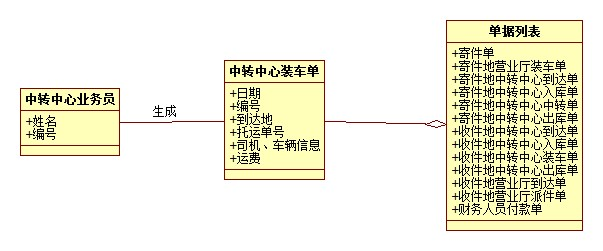 中转中心业务员
+姓名
+编号
生成
中转中心装车单
+日期
+编号
+到达地
+托运单号
+司机、车辆信息
+运费
单据列表
+寄件单
+寄件地营业厅装车单
+寄件地中转中心到达单
+寄件地中转中心入库单
+寄件地中转中心中转单
+寄件地中转中心出库单
+收件地中转中心到达单
+收件地中转中心入库单
+收件地中转中心装车单
+收件地中转中心出库单
+收件地营业厅到达单
+收件地营业厅派件单
+财务人员付款单